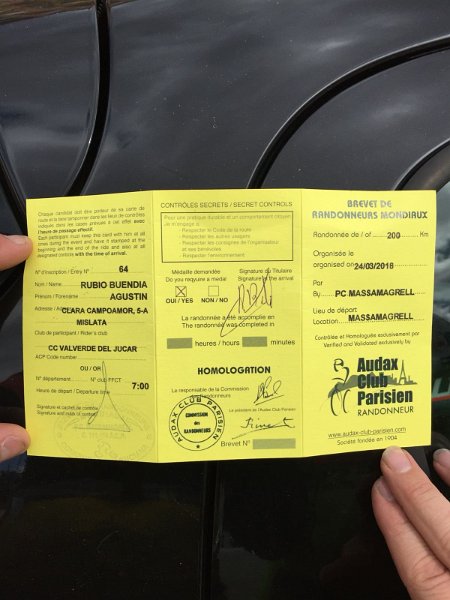 Chaque candidat doit être porteur de sa carte de
route et la faire tamponner dans les lieux de contrôles
indiqués dans les cases prévues à cet effet avec
l'heure de passage effectif.
Each participant must keep this card with him at all
times during the event and have it stamped at the
beginning and the end of the ride and also at all
designated controls with the time of arrival.
N° d'inscription / Entry N° 64
Nom / Name / RUBIO BUENDIA
Prénom / Forename AGUSTIN
Adresse / CLARA CAMPOAMOR, 5-A
MISLATA
Club de participant / Rider's club
CC VALVERDE DEL JUCAR
ACP Code number
OU / OR
N° département N° club FFCT
Heure de départ / Departure time 7:00
Signature et cachet de contrôle
Signature and
CONTRÔLES SECRETS / SECRET CONTROLS
Pour une pratique durable et un comportement citoyen
je m'engage à :
- Respecter le Code de la route
- Respecter les autres usagers
- Respecter les consignes de l'organisateur
et ses bénévoles
- Respecter l'environnement
Médaille demandée Signature du Titulaire
Do you require a medal Signature of the arrival
OUI / YES NON / NO
La randonnée a été accomplie en
The randonnée was completed in
heures / hours minutes
HOMOLOGATION
Le responsable de la Commission
des Randonneurs
Le président de l'Audax Club Parisien
AUDAX CLUB PARISIEN
COMMISSION
des
RANDONNEURS
Brevet N°
BREVET DE
RANDONNEURS MONDIAUX
Randonnée de / of 200 Km
Organisée le
organised on 24/03/2018
Par
By PC MASSAMAGRELL
Lieu de départ
Location MASSAMAGRELL
Contrôlée et Homologuée exclusivement par
Verified and Validated exclusively by
Audax
Club
Parisien
RANDONNEUR
www.audax-club-parisien.com
Société fondée en 1904